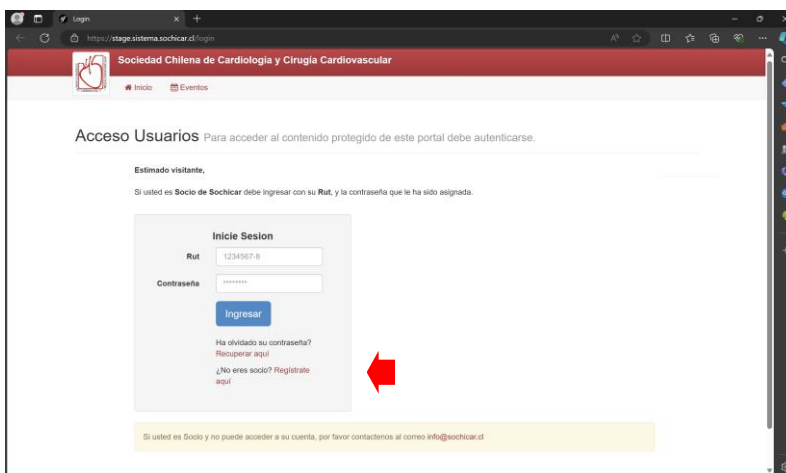 Login
https://stage.sistema.sochicar.cl/login
Sociedad Chilena de Cardiología y Cirugía Cardiovascular
Inicio Eventos
Acceso Usuarios Para acceder al contenido protegido de este portal debe autenticarse.
Estimado visitante,
Si usted es Socio de Sochicar debe ingresar con su Rut, y la contraseña que le ha sido asignada.
Inicie Sesion
Rut 1234567-8
Contraseña ********
Ingresar
Ha olvidado su contraseña?
Recuperar aquí
¿No eres socio? Regístrate
aquí
Si usted es Socio y no puede acceder a su cuenta, por favor contactenos al correo info@sochicar.cl